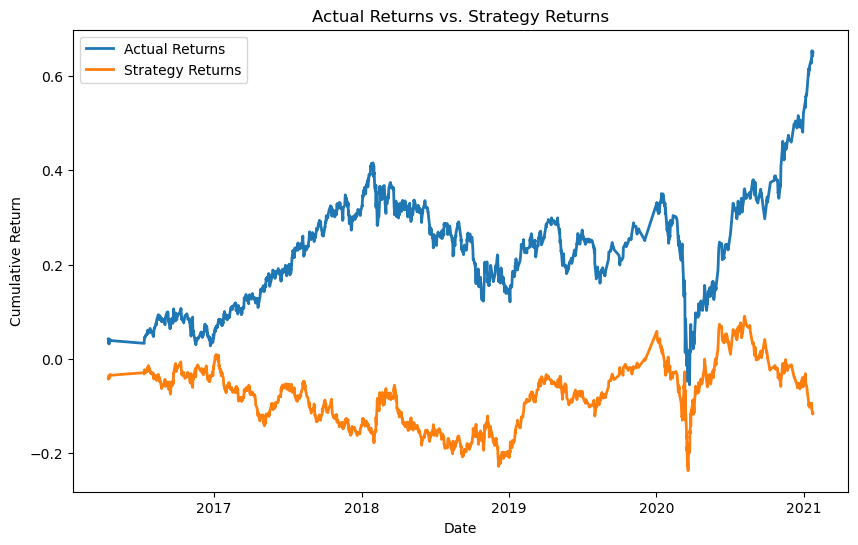 Actual Returns vs. Strategy Returns
Actual Returns
Strategy Returns
Cumulative Return
0.6
0.4
0.2
0.0
−0.2
2017
2018
2019
2020
2021
Date